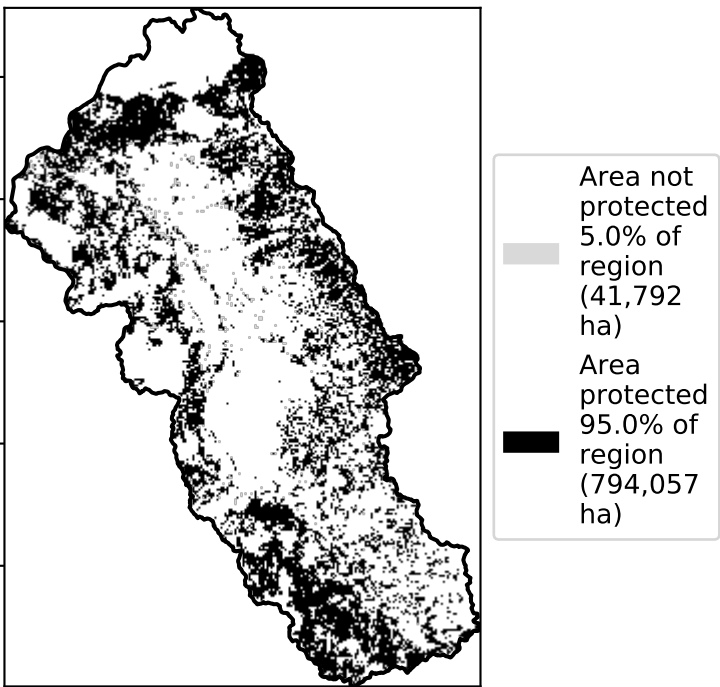 Area not
protected
5.0% of
region
(41,792
ha)
Area
protected
95.0% of
region
(794,057
ha)